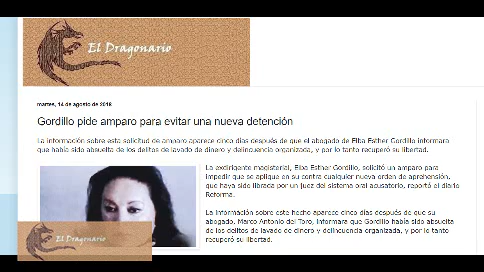 El Dragonario
martes, 14 de agosto de 2018
Gordillo pide amparo para evitar una nueva detención
La información sobre esta solicitud de amparo aparece cinco días después de que el abogado de Elba Esther Gordillo informara
que había sido absuelta de los delitos de lavado de dinero y delincuencia organizada, y por lo tanto recuperó su libertad.
La exdirigente magisterial, Elba Esther Gordillo, solicitó un amparo para
impedir que se aplique en su contra cualquier nueva orden de aprehensión,
que haya sido librada por un juez del sistema oral acusatorio, reportó el diario
Reforma.
La información sobre este hecho aparece cinco días después de que su
abogado, Marco Antonio del Toro, informara que Gordillo había sido absuelta
de los delitos de lavado de dinero y delincuencia organizada, y por lo tanto
recuperó su libertad.
El Dragonario